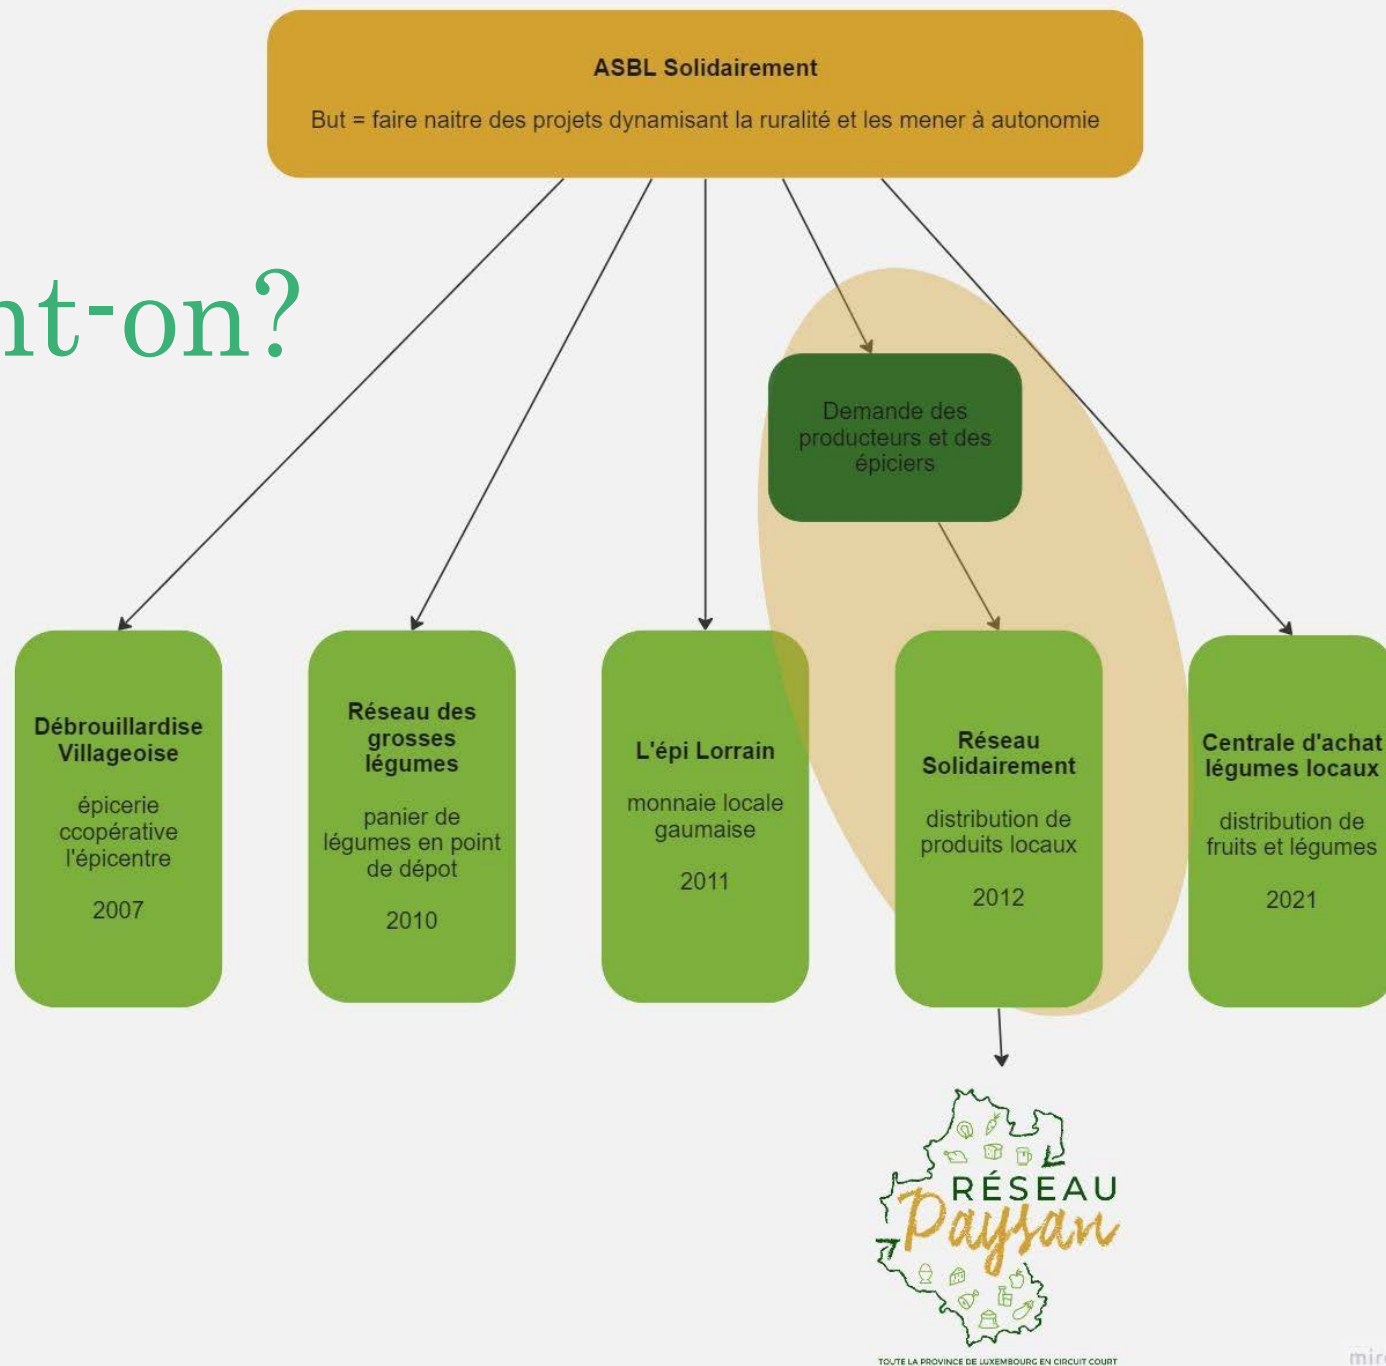 ASBL Solidairement
But = faire naitre des projets dynamisant la ruralité et les mener à autonomie
nt-on?
Demande des
producteurs et des
épiciers
Débrouillardise
Villageoise
épicerie
ccopérative
l'épicentre
2007
Réseau des
grosses
légumes
panier de
légumes en point
de dépot
2010
L'épi Lorrain
monnaie locale
gaumaise
2011
Réseau
Solidairement
distribution de
produits locaux
2012
Centrale d'achat
légumes locaux
distribution de
fruits et légumes
2021
RÉSEAU
Paysan
TOUTE LA PROVINCE DE LUXEMBOURG EN CIRCUIT COURT